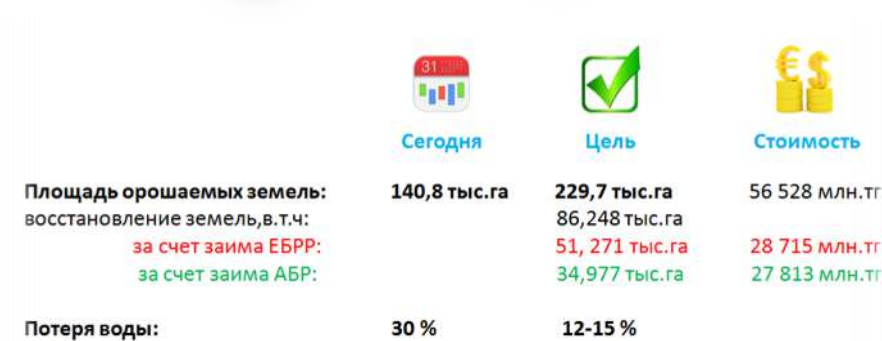 31
Сегодня Цель Стоимость
Площадь орошаемых земель: 140,8 тыс.га 229,7 тыс.га 56 528 млн.тг
восстановление земель,в.т.ч: 86,248 тыс.га
за счет заима ЕБРР: 51, 271 тыс.га 28 715 млн.тг
за счет заима АБР: 34,977 тыс.га 27 813 млн.тг
Потеря воды: 30 % 12-15 %